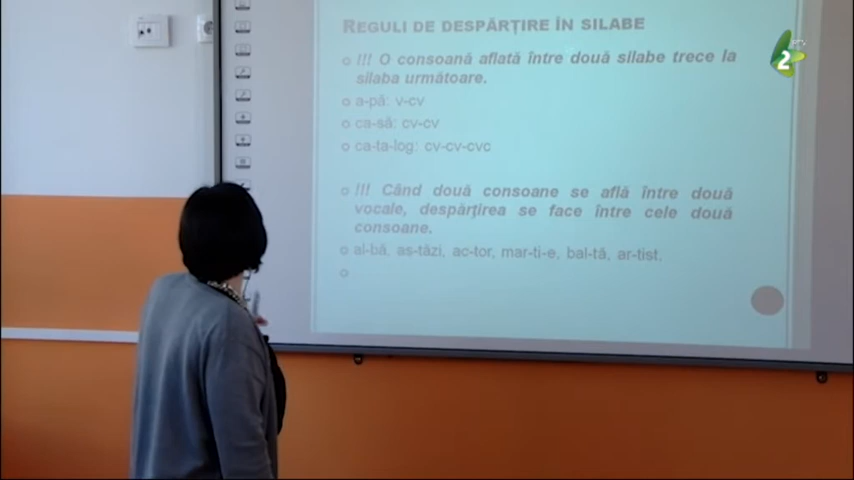 REGULI DE DESPĂRȚIRE ÎN SILABE
!!! O consoană aflată între două silabe trece la
silaba următoare.
a-pă: v-cv
ca-să: cv-cv
ca-ta-log: cv-cv-cvc
!!! Când două consoane se află între două
vocale, despărțirea se face între cele două
consoane.
al-bă, as-tăzi, ac-tor, mar-ti-e, bal-tă, ar-tist.
RTV
2